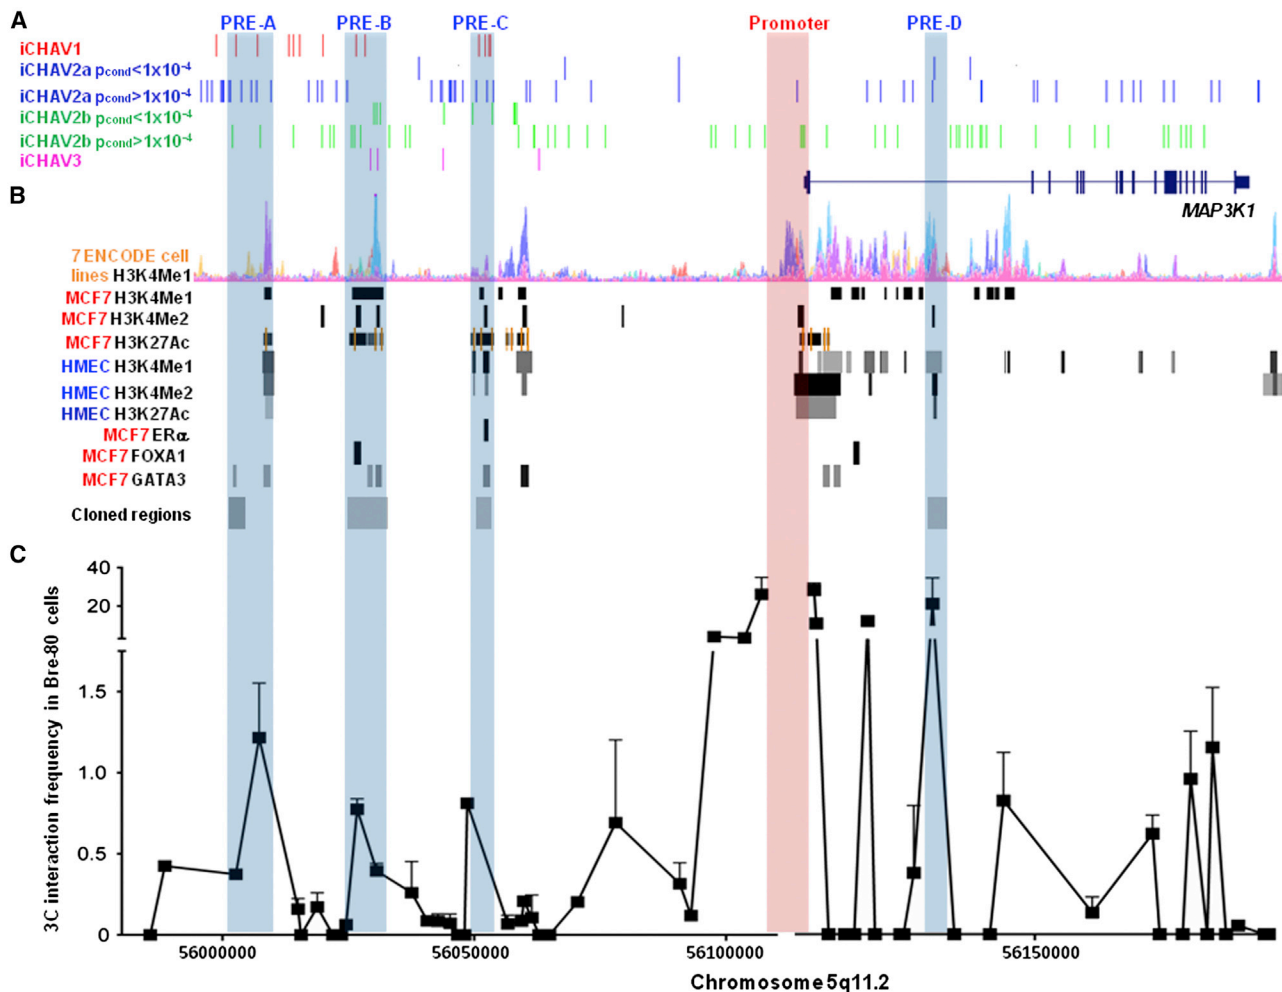 A
PRE-A PRE-B PRE-C Promoter PRE-D
iCHAV1
iCHAV2a pcond<1x10-4
iCHAV2a pcond>1x10-4
iCHAV2b pcond<1x10-4
iCHAV2b pcond>1x10-4
iCHAV3
B
MAP3K1
7 ENCODE cell
lines H3K4Me1
MCF7 H3K4Me1
MCF7 H3K4Me2
MCF7 H3K27Ac
HMEC H3K4Me1
HMEC H3K4Me2
HMEC H3K27Ac
MCF7 ERα
MCF7 FOXA1
MCF7 GATA3
Cloned regions
C
3C interaction frequency in Bre-80 cells
40
20
1.5
1.0
0.5
0
56000000 56050000 56100000 56150000
Chromosome 5q11.2